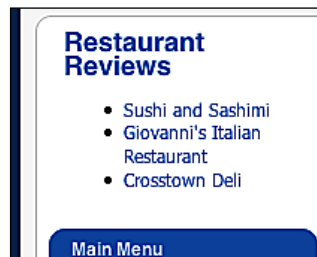 Restaurant
Reviews
Sushi and Sashimi
Giovanni's Italian
Restaurant
Crosstown Deli
Main Menu